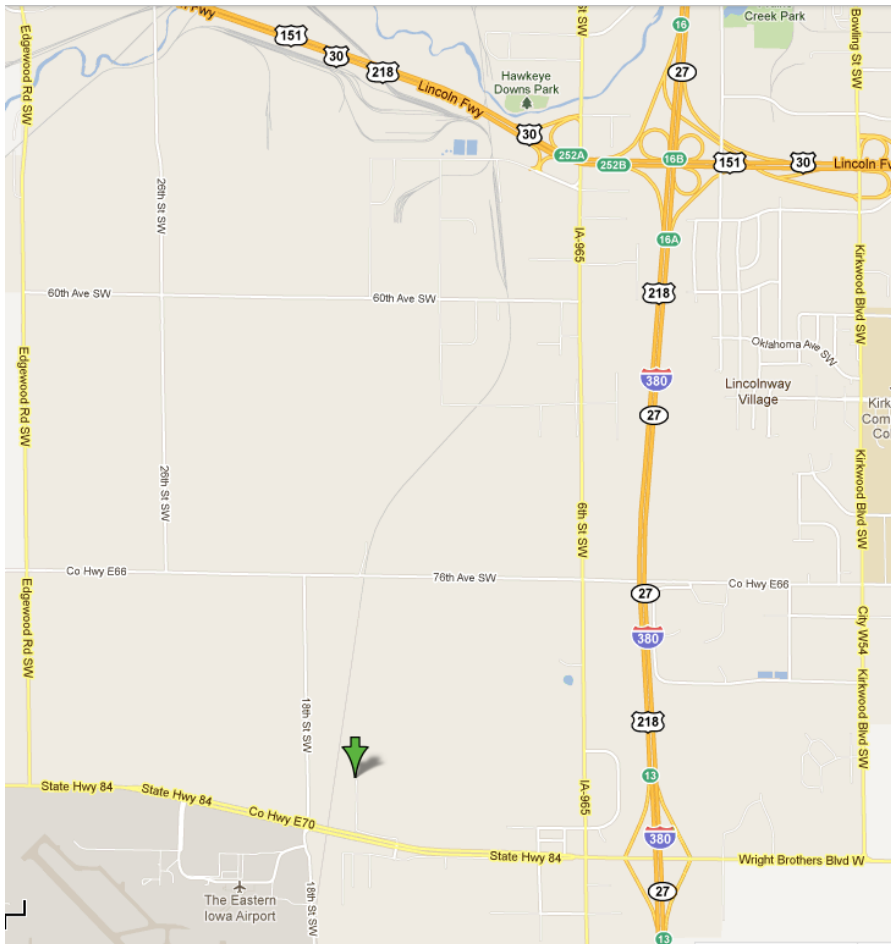 Edgewood Rd SW
Fwy
151
30
218
Lincoln Fwy
Hawkeye
Downs Park
St SW
16
27
Creek Park
Bowling St SW
30
252A
252B
16B
151
30
Lincoln Fw
26th St SW
IA-965
16A
Kirkwood Blvd SW
60th Ave SW
60th Ave SW
218
Edgewood Rd SW
Oklahoma Ave SW
380
Lincolnway
Village
27
Kirk
Com
Col
26th St SW
6th St SW
Kirkwood Blvd SW
Co Hwy E66
76th Ave SW
Co Hwy E66
27
Edgewood Rd SW
City W54
380
18th St SW
Kirkwood Blvd SW
218
13
State Hwy 84
State Hwy 84
Co Hwy E70
IA-965
380
State Hwy 84
Wright Brothers Blvd W
The Eastern
Iowa Airport
18th St SW
27
13